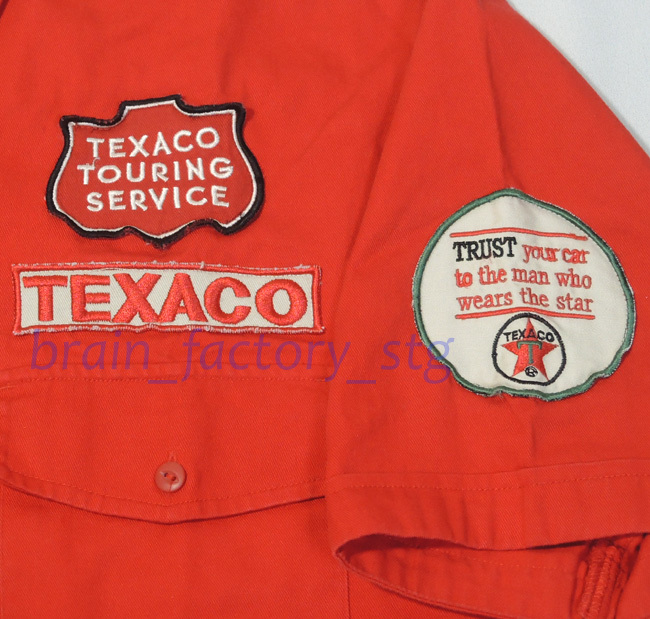 TEXACO
TOURING
SERVICE
TEXACO
brain_factory_stg
TRUST your car
to the man who
wears the star
TEXACO
T
®